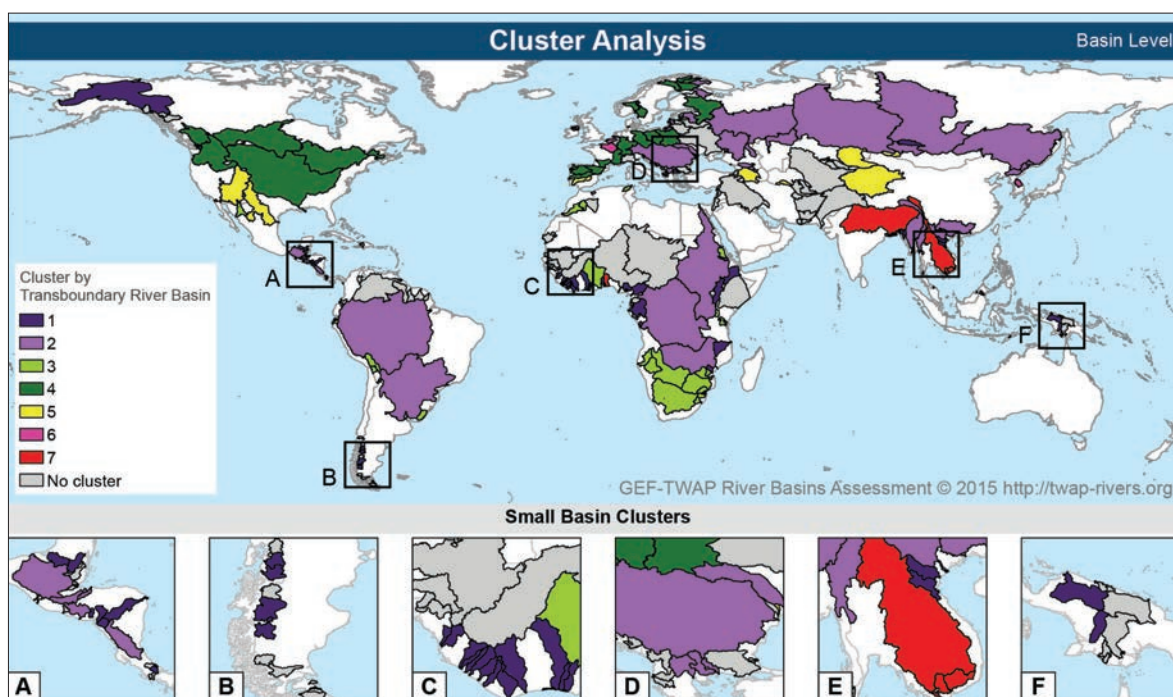 Cluster Analysis
Basin Level
A
B
C
D
E
F
Cluster by
Transboundary River Basin
1
2
3
4
5
6
7
No cluster
GEF-TWAP River Basins Assessment © 2015 http://twap-rivers.org
Small Basin Clusters
A
B
C
D
E
F